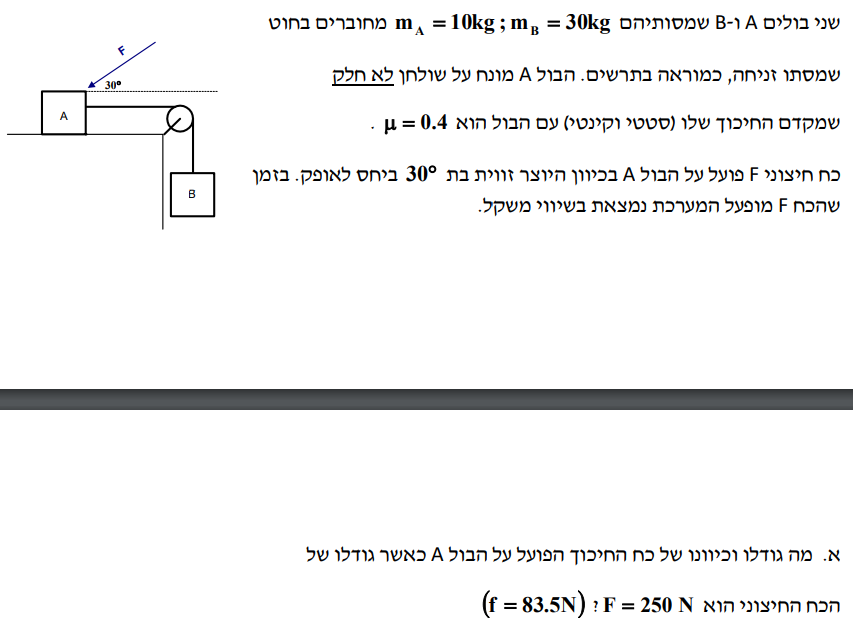 שני בולים A ו-B שמסותיהם m_A = 10kg ; m_B = 30kg מחוברים בחוט
שמסתו זניחה, כמוראה בתרשים. הבול A מונח על שולחן לא חלק
שמקדם החיכוך שלו (סטטי וקינטי) עם הבול הוא μ = 0.4 .
כח חיצוני F פועל על הבול A בכיוון היוצר זווית בת 30° ביחס לאופק. בזמן
שהכח F מופעל המערכת נמצאת בשיווי משקל.
F
30°
A
B
א. מה גודלו וכיוונו של כח החיכוך הפועל על הבול A כאשר גודלו של
הכח החיצוני הוא F = 250 N ? (f = 83.5N)